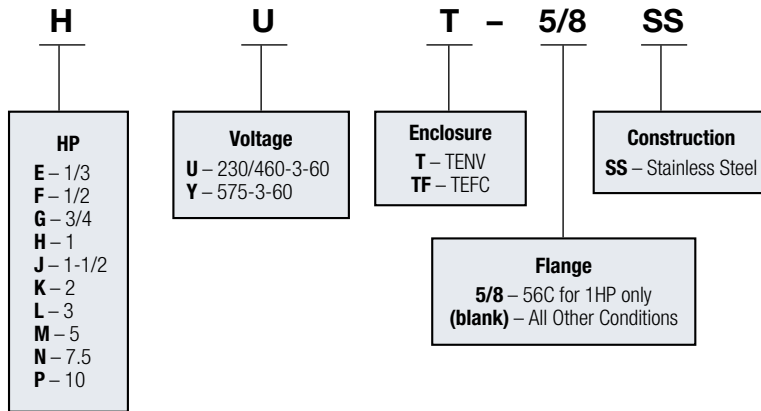 H U T – 5/8 SS
HP
E – 1/3
F – 1/2
G – 3/4
H – 1
J – 1-1/2
K – 2
L – 3
M – 5
N – 7.5
P – 10
Voltage
U – 230/460-3-60
Y – 575-3-60
Enclosure
T – TENV
TF – TEFC
Construction
SS – Stainless Steel
Flange
5/8 – 56C for 1HP only
(blank) – All Other Conditions